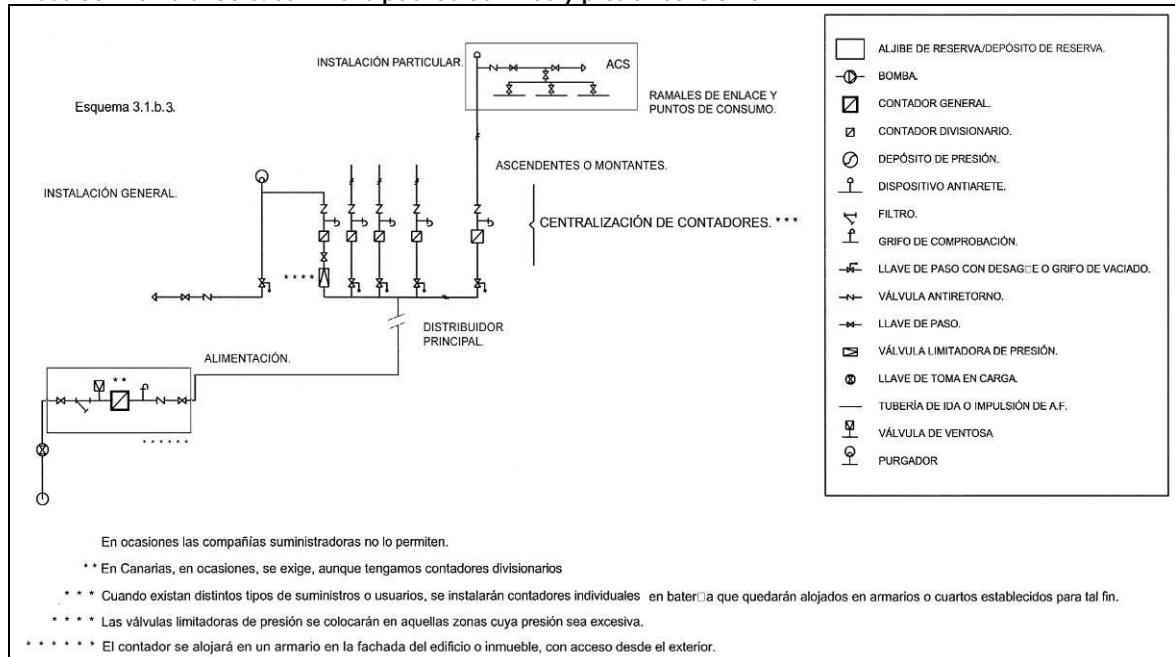 INSTALACIÓN PARTICULAR.
ACS
RAMALES DE ENLACE Y
PUNTOS DE CONSUMO.
Esquema 3.1.b.3.
ASCENDENTES O MONTANTES.
INSTALACIÓN GENERAL.
CENTRALIZACIÓN DE CONTADORES. * * *
* * * *
DISTRIBUIDOR
PRINCIPAL.
ALIMENTACIÓN.
* *
* * * * * *
ALJIBE DE RESERVA/DEPÓSITO DE RESERVA.
BOMBA.
CONTADOR GENERAL.
CONTADOR DIVISIONARIO.
DEPÓSITO DE PRESIÓN.
DISPOSITIVO ANTIARETE.
FILTRO.
GRIFO DE COMPROBACIÓN.
LLAVE DE PASO CON DESAG□E O GRIFO DE VACIADO.
VÁLVULA ANTIRETORNO.
LLAVE DE PASO.
VÁLVULA LIMITADORA DE PRESIÓN.
LLAVE DE TOMA EN CARGA.
TUBERÍA DE IDA O IMPULSIÓN DE A.F.
VÁLVULA DE VENTOSA
PURGADOR
En ocasiones las compañías suministradoras no lo permiten.
* * En Canarias, en ocasiones, se exige, aunque tengamos contadores divisionarios
* * * Cuando existan distintos tipos de suministros o usuarios, se instalarán contadores individuales en bater□a que quedarán alojados en armarios o cuartos establecidos para tal fin.
* * * * Las válvulas limitadoras de presión se colocarán en aquellas zonas cuya presión sea excesiva.
* * * * * * El contador se alojará en un armario en la fachada del edificio o inmueble, con acceso desde el exterior.